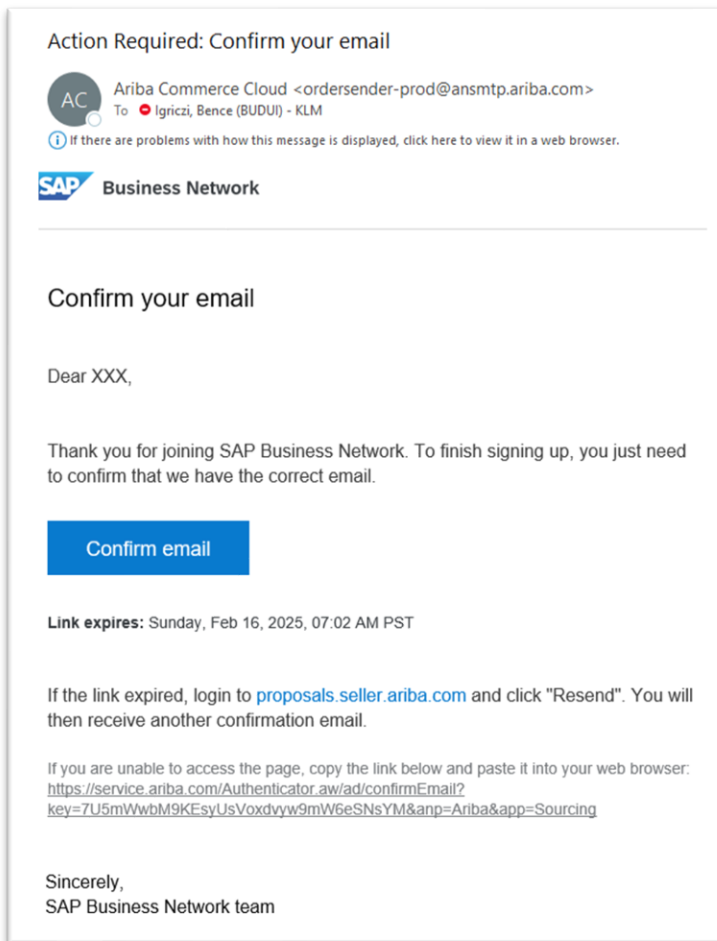 Action Required: Confirm your email
AC
Ariba Commerce Cloud <ordersender-prod@ansmtp.ariba.com>
To Igriczi, Bence (BUDUI) - KLM
If there are problems with how this message is displayed, click here to view it in a web browser.
SAP Business Network
Confirm your email
Dear XXX,
Thank you for joining SAP Business Network. To finish signing up, you just need
to confirm that we have the correct email.
Confirm email
Link expires: Sunday, Feb 16, 2025, 07:02 AM PST
If the link expired, login to proposals.seller.ariba.com and click "Resend". You will
then receive another confirmation email.
If you are unable to access the page, copy the link below and paste it into your web browser:
https://service.ariba.com/Authenticator.aw/ad/confirmEmail?
key=7U5mWwbM9KEsyUsVoxdvyw9mW6eSNsYM&anp=Ariba&app=Sourcing
Sincerely,
SAP Business Network team